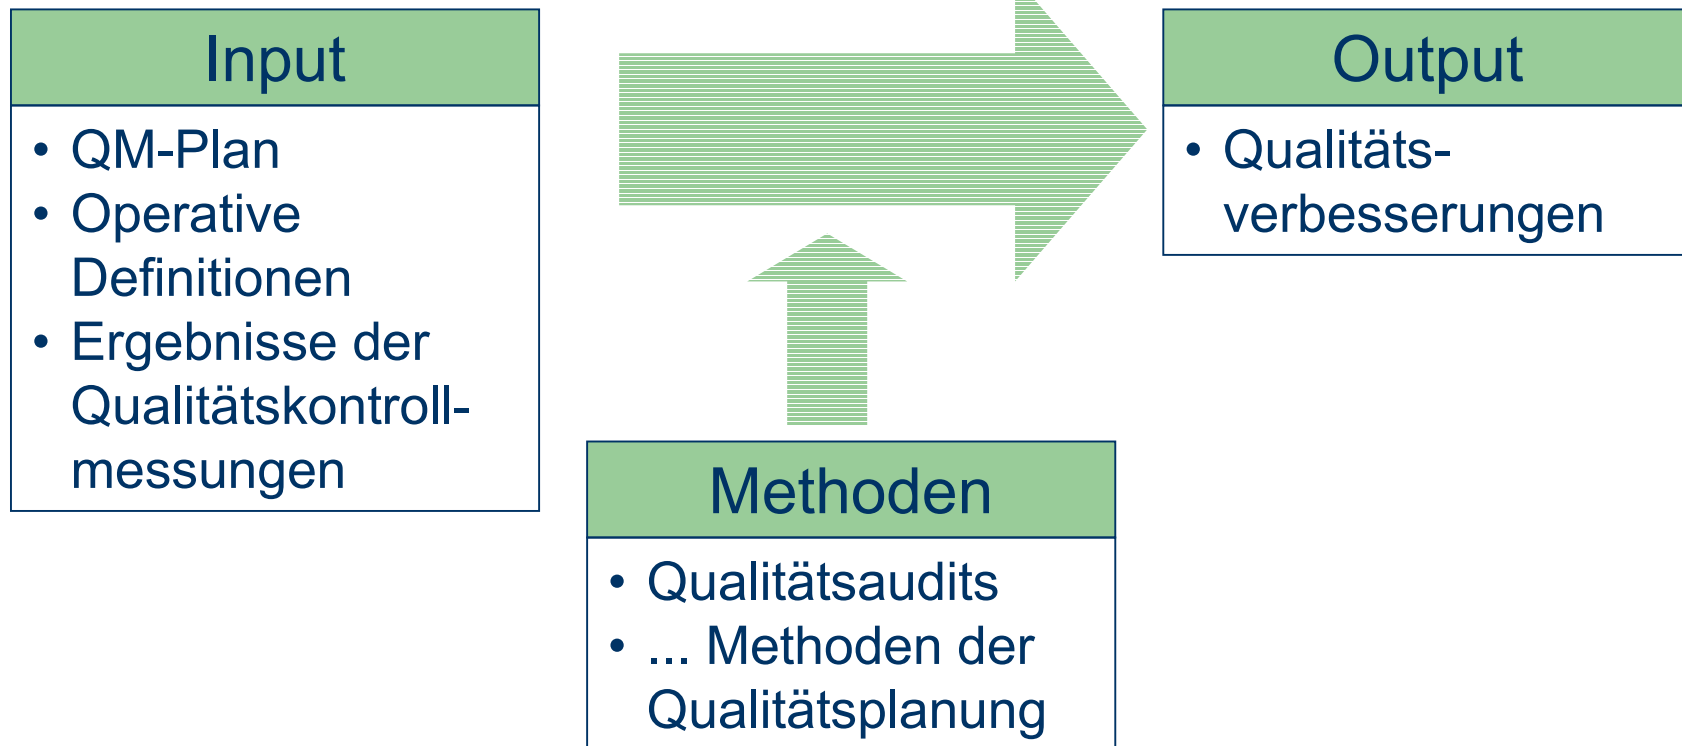 Input
• QM-Plan
• Operative
Definitionen
• Ergebnisse der
Qualitätskontroll-
messungen
Methoden
• Qualitätsaudits
• ... Methoden der
Qualitätsplanung
Output
• Qualitäts-
verbesserungen